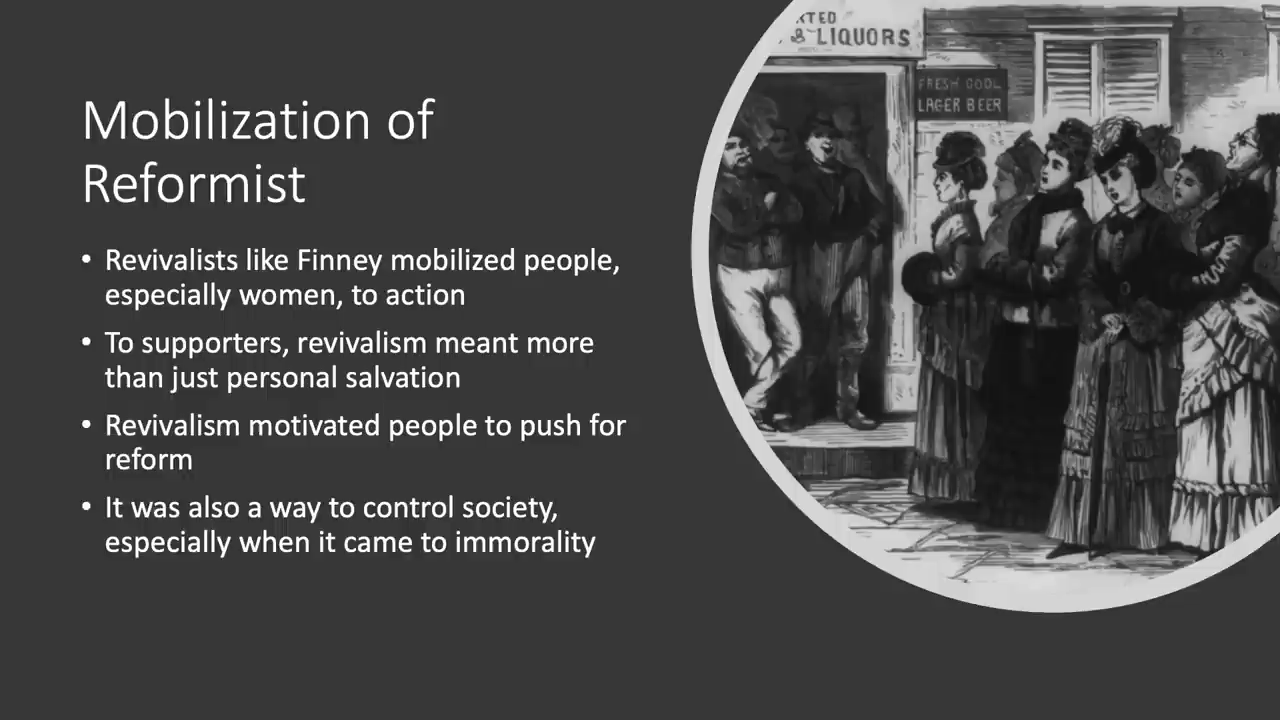 Mobilization of
Reformist
• Revivalists like Finney mobilized people,
especially women, to action
• To supporters, revivalism meant more
than just personal salvation
• Revivalism motivated people to push for
reform
• It was also a way to control society,
especially when it came to immorality
RTED
& LIQUORS
FRESH COOL
LAGER BEER